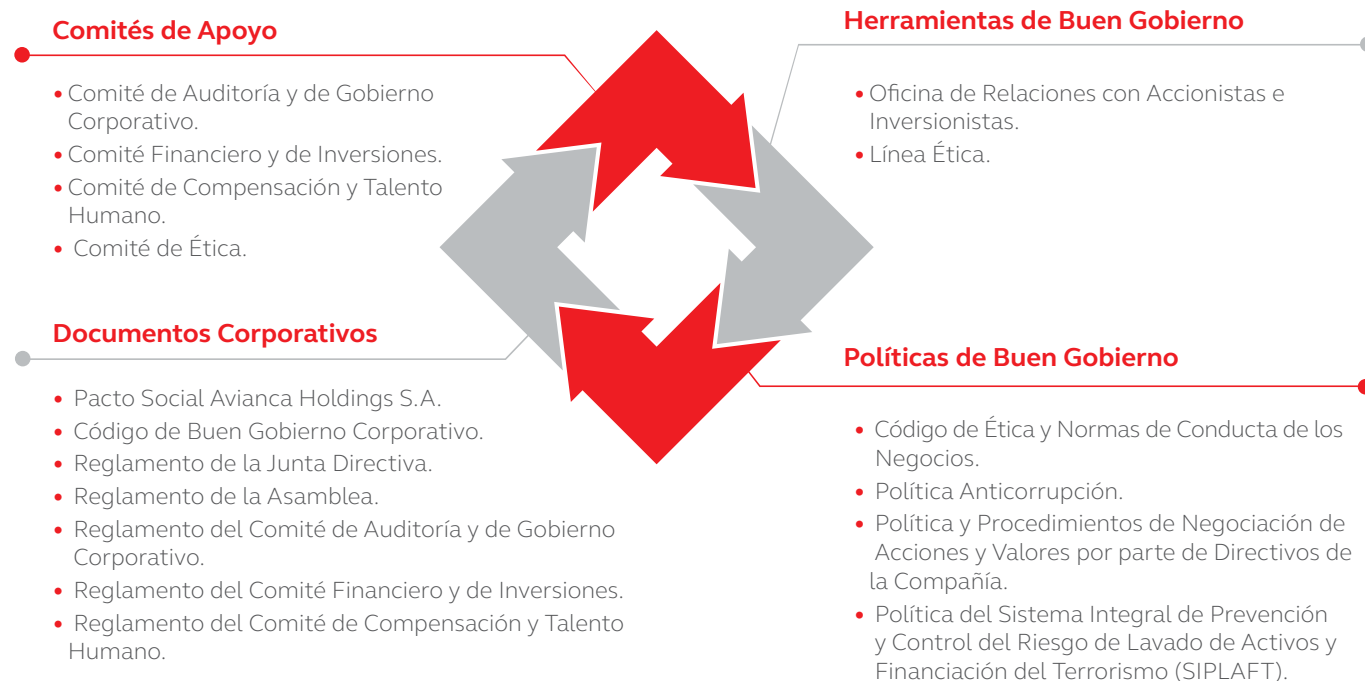 Comités de Apoyo
• Comité de Auditoría y de Gobierno
Corporativo.
• Comité Financiero y de Inversiones.
• Comité de Compensación y Talento
Humano.
• Comité de Ética.
Herramientas de Buen Gobierno
• Oficina de Relaciones con Accionistas e
Inversionistas.
• Línea Ética.
Documentos Corporativos
• Pacto Social Avianca Holdings S.A.
• Código de Buen Gobierno Corporativo.
• Reglamento de la Junta Directiva.
• Reglamento de la Asamblea.
• Reglamento del Comité de Auditoría y de Gobierno
Corporativo.
• Reglamento del Comité Financiero y de Inversiones.
• Reglamento del Comité de Compensación y Talento
Humano.
Políticas de Buen Gobierno
• Código de Ética y Normas de Conducta de los
Negocios.
• Política Anticorrupción.
• Política y Procedimientos de Negociación de
Acciones y Valores por parte de Directivos de
la Compañía.
• Política del Sistema Integral de Prevención
y Control del Riesgo de Lavado de Activos y
Financiación del Terrorismo (SIPLAFT).